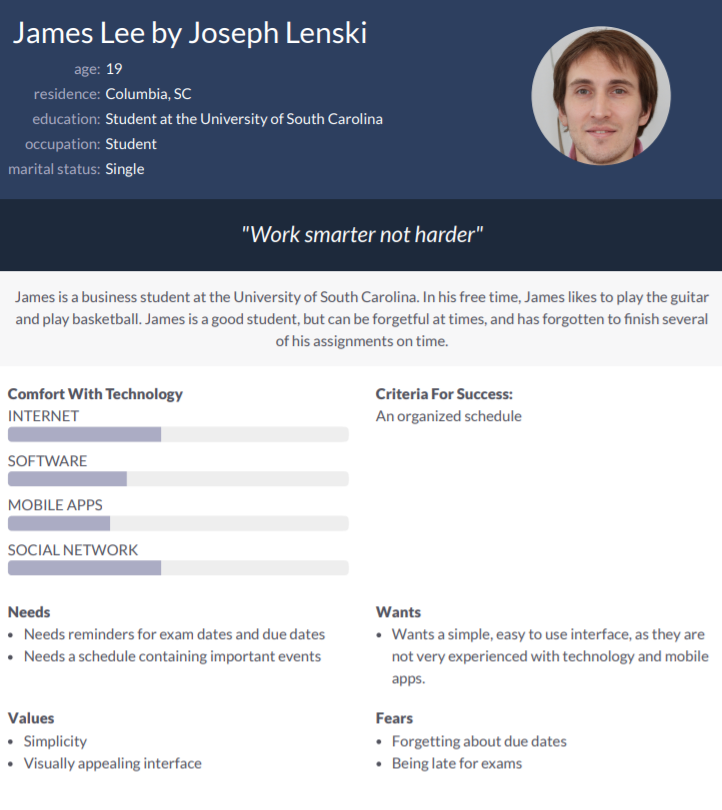 James Lee by Joseph Lenski
age: 19
residence: Columbia, SC
education: Student at the University of South Carolina
occupation: Student
marital status: Single
"Work smarter not harder"
James is a business student at the University of South Carolina. In his free time, James likes to play the guitar
and play basketball. James is a good student, but can be forgetful at times, and has forgotten to finish several
of his assignments on time.
Comfort With Technology
INTERNET
SOFTWARE
MOBILE APPS
SOCIAL NETWORK
Criteria For Success:
An organized schedule
Needs
• Needs reminders for exam dates and due dates
• Needs a schedule containing important events
Wants
• Wants a simple, easy to use interface, as they are
not very experienced with technology and mobile
apps.
Values
• Simplicity
• Visually appealing interface
Fears
• Forgetting about due dates
• Being late for exams